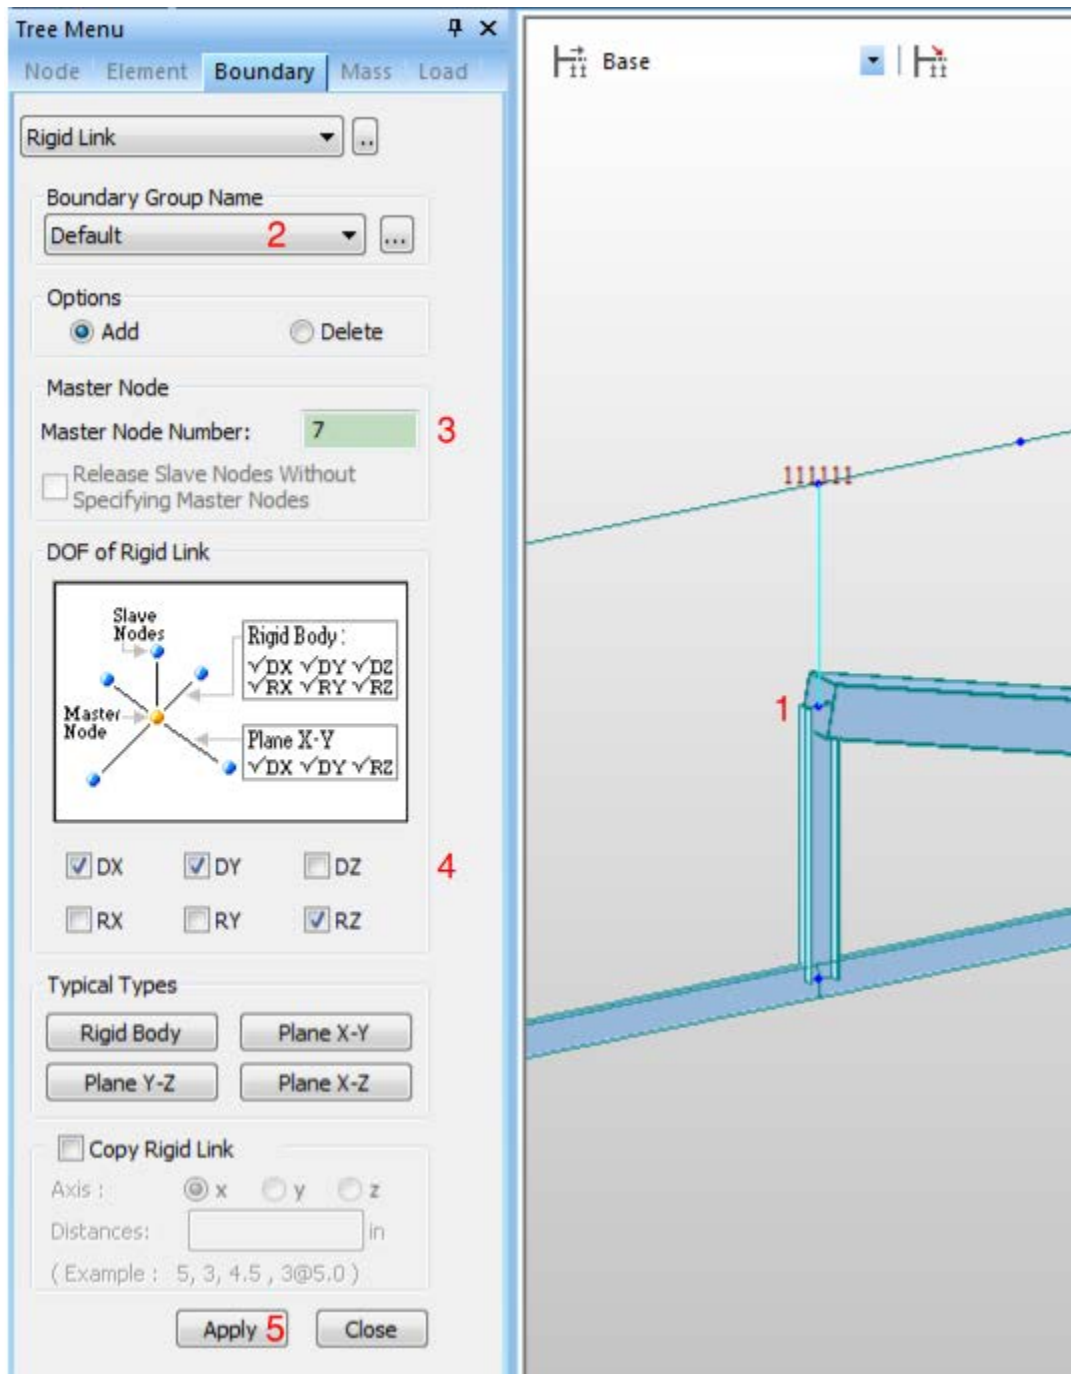 Tree Menu
Node Element Boundary Mass Load
Rigid Link
..
Boundary Group Name
Default 2
...
Options
Add Delete
Master Node
Master Node Number: 7 3
Release Slave Nodes Without
Specifying Master Nodes
DOF of Rigid Link
Slave
Nodes
Rigid Body :
√DX √DY √DZ
√RX √RY √RZ
Master
Node
Plane X-Y
√DX √DY √RZ
DX DY DZ 4
RX RY RZ
Typical Types
Rigid Body Plane X-Y
Plane Y-Z Plane X-Z
Copy Rigid Link
Axis : x y z
Distances: in
( Example : 5, 3, 4.5 , 3@5.0 )
Apply 5 Close
Base
111111
1